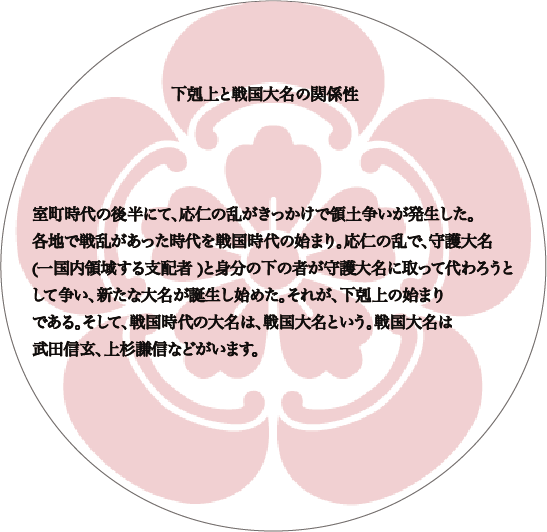 下剋上と戦国大名の関係性
室町時代の後半にて、応仁の乱がきっかけで領土争いが発生した。
各地で戦乱があった時代を戦国時代の始まり。応仁の乱で、守護大名
(一国内領域する支配者 )と身分の下の者が守護大名に取って代わろうと
して争い、新たな大名が誕生し始めた。それが、下剋上の始まり
である。そして、戦国時代の大名は、戦国大名という。戦国大名は
武田信玄、上杉謙信などがいます。